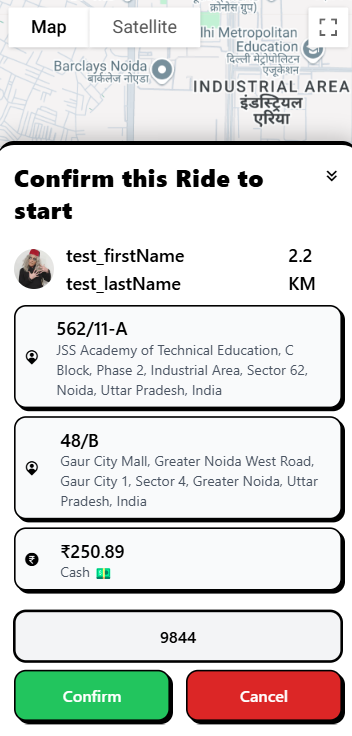 क्रोनोस ग्रुप)
Map Satellite
lhi Metropolitan
Education
दिल्ली मेट्रोपोलिटन
एजूकेशन
Barclays Noida
बार्कलेज नोएडा
INDUSTRIAL AREA
इंडस्ट्रियल
एरिया
Confirm this Ride to
start
test_firstName 2.2
test_lastName KM
562/11-A
JSS Academy of Technical Education, C
Block, Phase 2, Industrial Area, Sector 62,
Noida, Uttar Pradesh, India
48/B
Gaur City Mall, Greater Noida West Road,
Gaur City 1, Sector 4, Greater Noida, Uttar
Pradesh, India
₹250.89
Cash
9844
Confirm Cancel